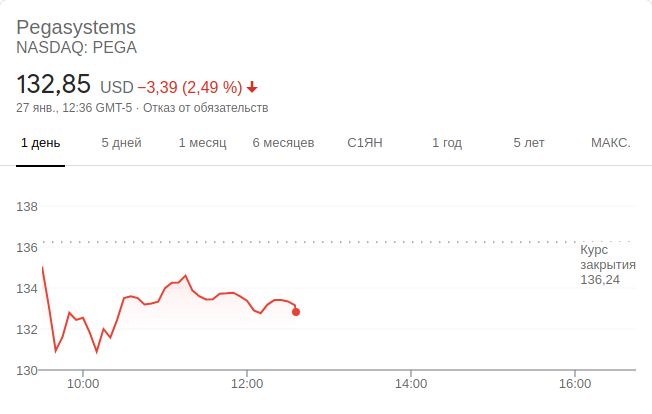 Pegasystems
NASDAQ: PEGA
132,85 USD −3,39 (2,49 %)
27 янв., 12:36 GMT-5 · Отказ от обязательств
1 день 5 дней 1 месяц 6 месяцев С1ЯН 1 год 5 лет МАКС.
138
136
Курс
закрытия
136,24
134
132
130
10:00 12:00 14:00 16:00